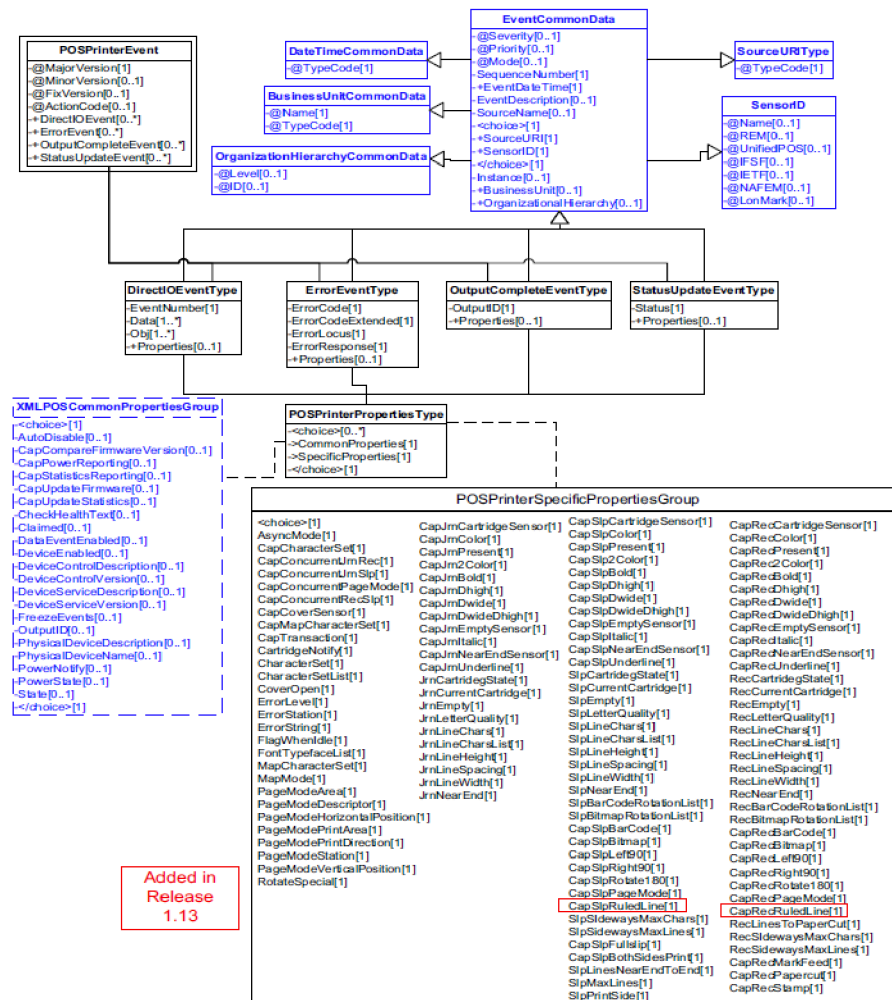 EventCommonData
-@Severity[0..1]
-@Priority[0..1]
-@Mode[0..1]
-SequenceNumber[1]
-+EventDateTime[1]
-EventDescription[0..1]
-SourceName[0..1]
-<choice>[1]
-+SourceURI[1]
-+SensorID[1]
-</choice>[1]
-Instance[0..1]
-+BusinessUnit[0..1]
-+OrganizationalHierarchy[0..1]
POSPrinterEvent
-@MajorVersion[1]
-@MinorVersion[0..1]
-@FixVersion[0..1]
-@ActionCode[0..1]
-+DirectIOEvent[0..*]
-+ErrorEvent[0..*]
-+OutputCompleteEvent[0..*]
-+StatusUpdateEvent[0..*]
DateTimeCommonData
-@TypeCode[1]
BusinessUnitCommonData
-@Name[1]
-@TypeCode[1]
OrganizationHierarchyCommonData
-@Level[0..1]
-@ID[0..1]
SourceURIType
-@TypeCode[1]
SensorID
-@Name[0..1]
-@REM[0..1]
-@UnifiedPOS[0..1]
-@IFSF[0..1]
-@IETF[0..1]
-@NAFEM[0..1]
-@LonMark[0..1]
DirectIOEventType
-EventNumber[1]
-Data[1..*]
-Obj[1..*]
-+Properties[0..1]
ErrorEventType
-ErrorCode[1]
-ErrorCodeExtended[1]
-ErrorLocus[1]
-ErrorResponse[1]
-+Properties[0..1]
OutputCompleteEventType
-OutputID[1]
-+Properties[0..1]
StatusUpdateEventType
-Status[1]
-+Properties[0..1]
XMLPOSCommonPropertiesGroup
-<choice>[1]
-AutoDisable[0..1]
-CapCompareFirmwareVersion[0..1]
-CapPowerReporting[0..1]
-CapStatisticsReporting[0..1]
-CapUpdateFirmware[0..1]
-CapUpdateStatistics[0..1]
-CheckHealthText[0..1]
-Claimed[0..1]
-DataEventEnabled[0..1]
-DeviceEnabled[0..1]
-DeviceControlDescription[0..1]
-DeviceControlVersion[0..1]
-DeviceServiceDescription[0..1]
-DeviceServiceVersion[0..1]
-FreezeEvents[0..1]
-OutputID[0..1]
-PhysicalDeviceDescription[0..1]
-PhysicalDeviceName[0..1]
-PowerNotify[0..1]
-PowerState[0..1]
-State[0..1]
-</choice>[1]
POSPrinterPropertiesType
-<choice>[0..*]
->CommonProperties[1]
->SpecificProperties[1]
-</choice>[1]
POSPrinterSpecificPropertiesGroup
<choice>[1]
AsyncMode[1]
CapCharacterSet[1]
CapConcurrentJrnRec[1]
CapConcurrentJrnSlp[1]
CapConcurrentPageMode[1]
CapConcurrentRecSlp[1]
CapCoverSensor[1]
CapMapCharacterSet[1]
CapTransaction[1]
CartridgeNotify[1]
CharacterSet[1]
CharacterSetList[1]
CoverOpen[1]
ErrorLevel[1]
ErrorStation[1]
ErrorString[1]
FlagWhenIdle[1]
FontTypefaceList[1]
MapCharacterSet[1]
MapMode[1]
PageModeArea[1]
PageModeDescriptor[1]
PageModeHorizontalPosition[1]
PageModePrintArea[1]
PageModePrintDirection[1]
PageModeStation[1]
PageModeVerticalPosition[1]
RotateSpecial[1]
CapJrnCartridgeSensor[1]
CapJrnColor[1]
CapJrnPresent[1]
CapJrn2Color[1]
CapJrnBold[1]
CapJrnDhigh[1]
CapJrnDwide[1]
CapJrnDwideDhigh[1]
CapJrnEmptySensor[1]
CapJrnItalic[1]
CapJrnNearEndSensor[1]
CapJrnUnderline[1]
JrnCartridegState[1]
JrnCurrentCartridge[1]
JrnEmpty[1]
JrnLetterQuality[1]
JrnLineChars[1]
JrnLineCharsList[1]
JrnLineHeight[1]
JrnLineSpacing[1]
JrnLineWidth[1]
JrnNearEnd[1]
CapSlpCartridgeSensor[1]
CapSlpColor[1]
CapSlpPresent[1]
CapSlp2Color[1]
CapSlpBold[1]
CapSlpDhigh[1]
CapSlpDwide[1]
CapSlpDwideDhigh[1]
CapSlpEmptySensor[1]
CapSlpItalic[1]
CapSlpNearEndSensor[1]
CapSlpUnderline[1]
SlpCartridegState[1]
SlpCurrentCartridge[1]
SlpEmpty[1]
SlpLetterQuality[1]
SlpLineChars[1]
SlpLineCharsList[1]
SlpLineHeight[1]
SlpLineSpacing[1]
SlpLineWidth[1]
SlpNearEnd[1]
SlpBarCodeRotationList[1]
SlpBitmapRotationList[1]
CapSlpBarCode[1]
CapSlpBitmap[1]
CapSlpLeft90[1]
CapSlpRight90[1]
CapSlpRotate180[1]
CapSlpPageMode[1]
CapSlpRuledLine[1]
SlpSIdewaysMaxChars[1]
SlpSidewaysMaxLines[1]
CapSlpFullslip[1]
CapSlpBothSidesPrint[1]
SlpLinesNearEndToEnd[1]
SlpMaxLines[1]
SlpPrintSide[1]
CapRecCartridgeSensor[1]
CapRecColor[1]
CapRecPresent[1]
CapRec2Color[1]
CapRecBold[1]
CapRecDhigh[1]
CapRecDwide[1]
CapRecDwideDhigh[1]
CapRecEmptySensor[1]
CapRecItalic[1]
CapRecNearEndSensor[1]
CapRecUnderline[1]
RecCartridegState[1]
RecCurrentCartridge[1]
RecEmpty[1]
RecLetterQuality[1]
RecLineChars[1]
RecLineCharsList[1]
RecLineHeight[1]
RecLineSpacing[1]
RecLineWidth[1]
RecNearEnd[1]
RecBarCodeRotationList[1]
RecBitmapRotationList[1]
CapRecBarCode[1]
CapRecBitmap[1]
CapRecLeft90[1]
CapRecRight90[1]
CapRecRotate180[1]
CapRecPageMode[1]
CapRecRuledLine[1]
RecLinesToPaperCut[1]
RecSIdewaysMaxChars[1]
RecSidewaysMaxLines[1]
CapRecMarkFeed[1]
CapRecPapercut[1]
CapRecStamp[1]
Added in
Release
1.13